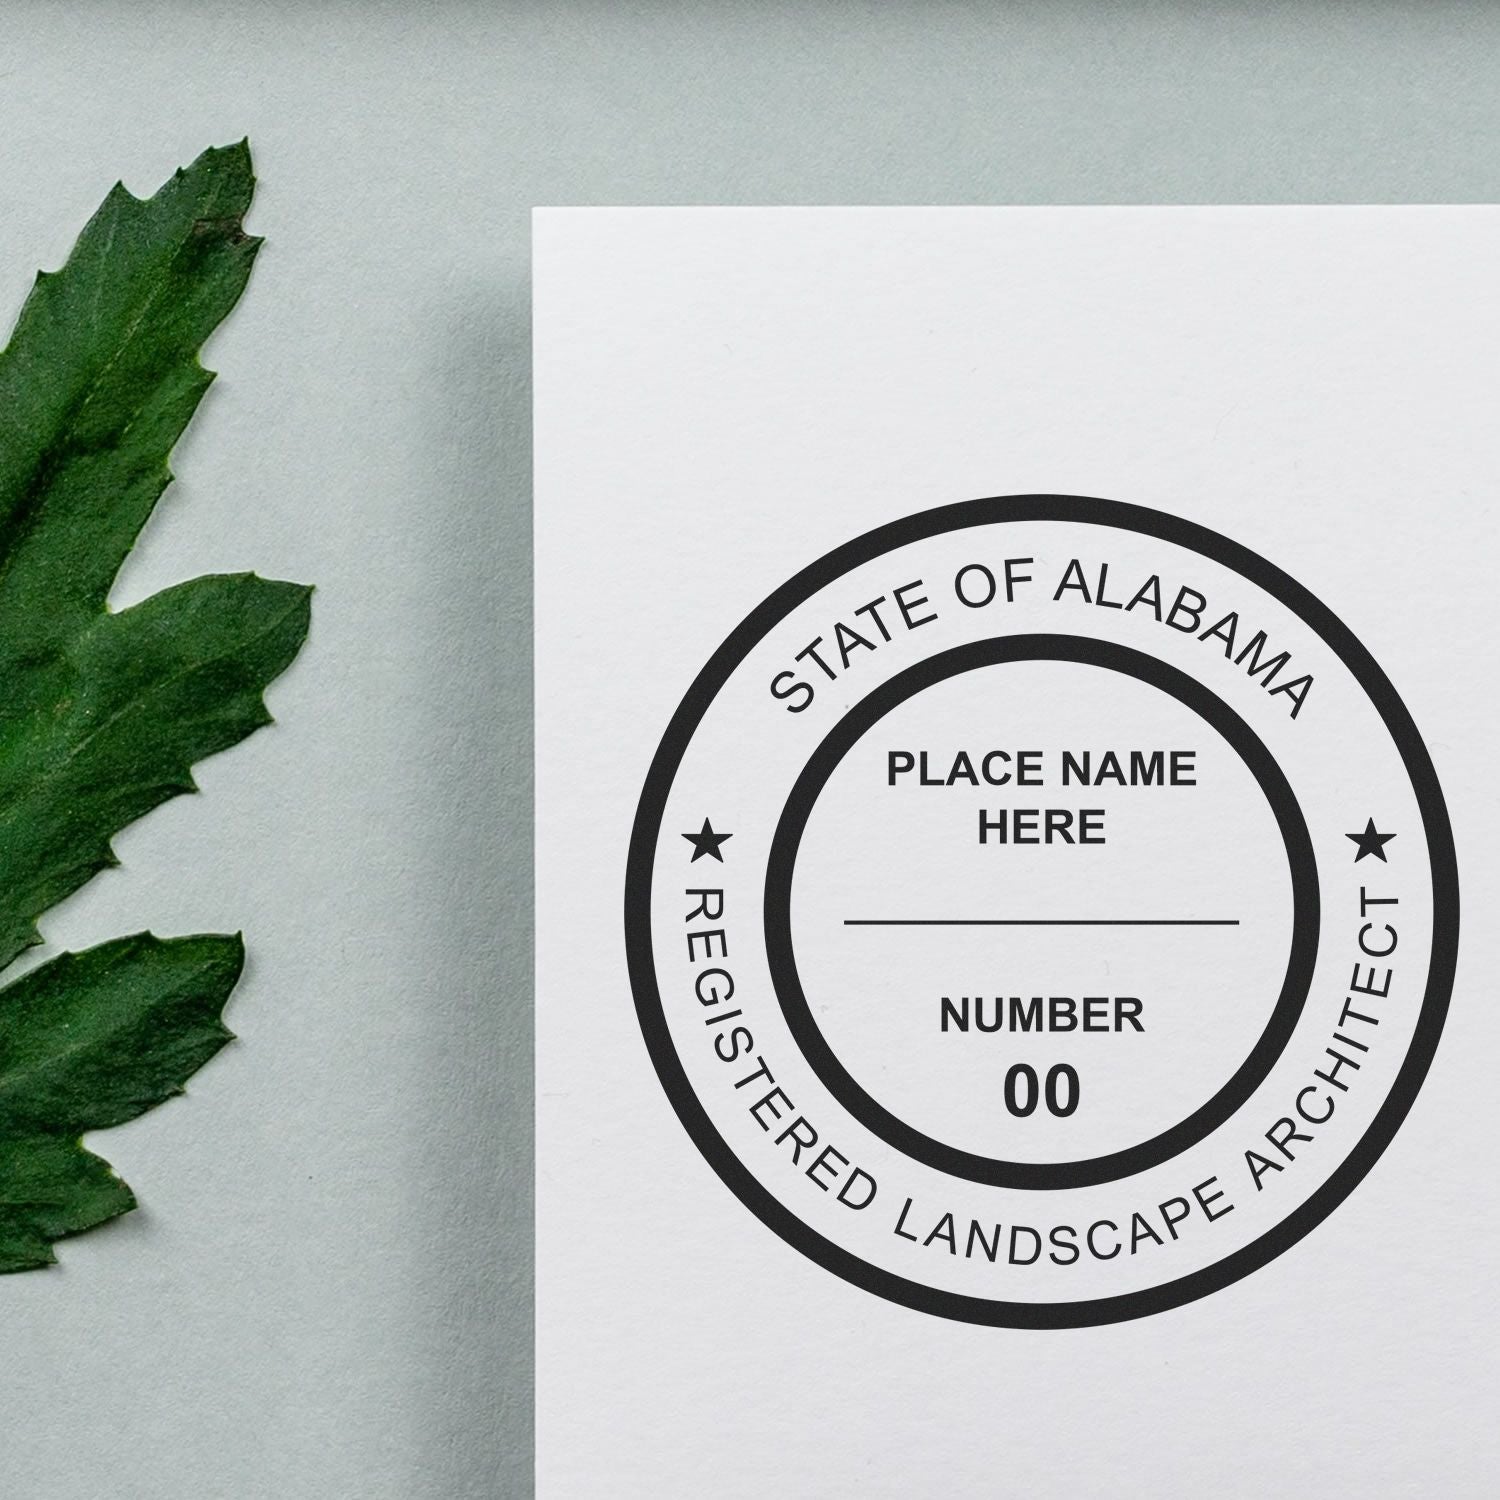 STATE OF ALABAMA
PLACE NAME
HERE
NUMBER
00
★ REGISTERED LANDSCAPE ARCHITECT ★